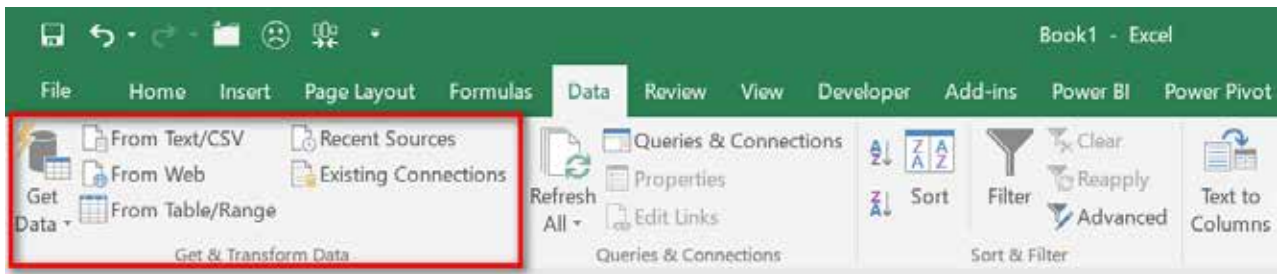 Book1 - Excel
File Home Insert Page Layout Formulas Data Review View Developer Add-ins Power BI Power Pivot
Get Data
From Text/CSV
From Web
From Table/Range
Recent Sources
Existing Connections
Get & Transform Data
Refresh All
Queries & Connections
Properties
Edit Links
Queries & Connections
Sort
Filter
Clear
Reapply
Advanced
Sort & Filter
Text to Columns